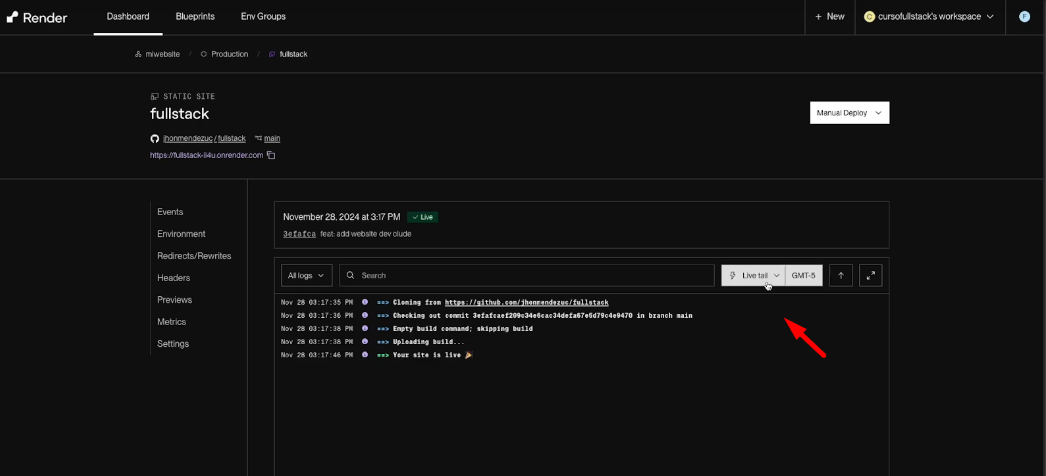 Render
Dashboard
Blueprints
Env Groups
+ New
C cursofullstack's workspace
F
miwebsite / Production / fullstack
STATIC SITE
fullstack
Manual Deploy
jhonmendezuc / fullstack main
https://fullstack-li4u.onrender.com
Events
Environment
Redirects/Rewrites
Headers
Previews
Metrics
Settings
November 28, 2024 at 3:17 PM ✓ Live
3efafca feat: add website dev olude
All logs
Search
Live tail
GMT-5
Nov 28 03:17:35 PM ==> Cloning from https://github.com/jhonmendezuc/fullstack
Nov 28 03:17:36 PM ==> Checking out commit 3efafcaef209c34e6cac34defa67e5d79c4e9470 in branch main
Nov 28 03:17:38 PM ==> Empty build command; skipping build
Nov 28 03:17:38 PM ==> Uploading build...
Nov 28 03:17:46 PM ==> Your site is live 🎉